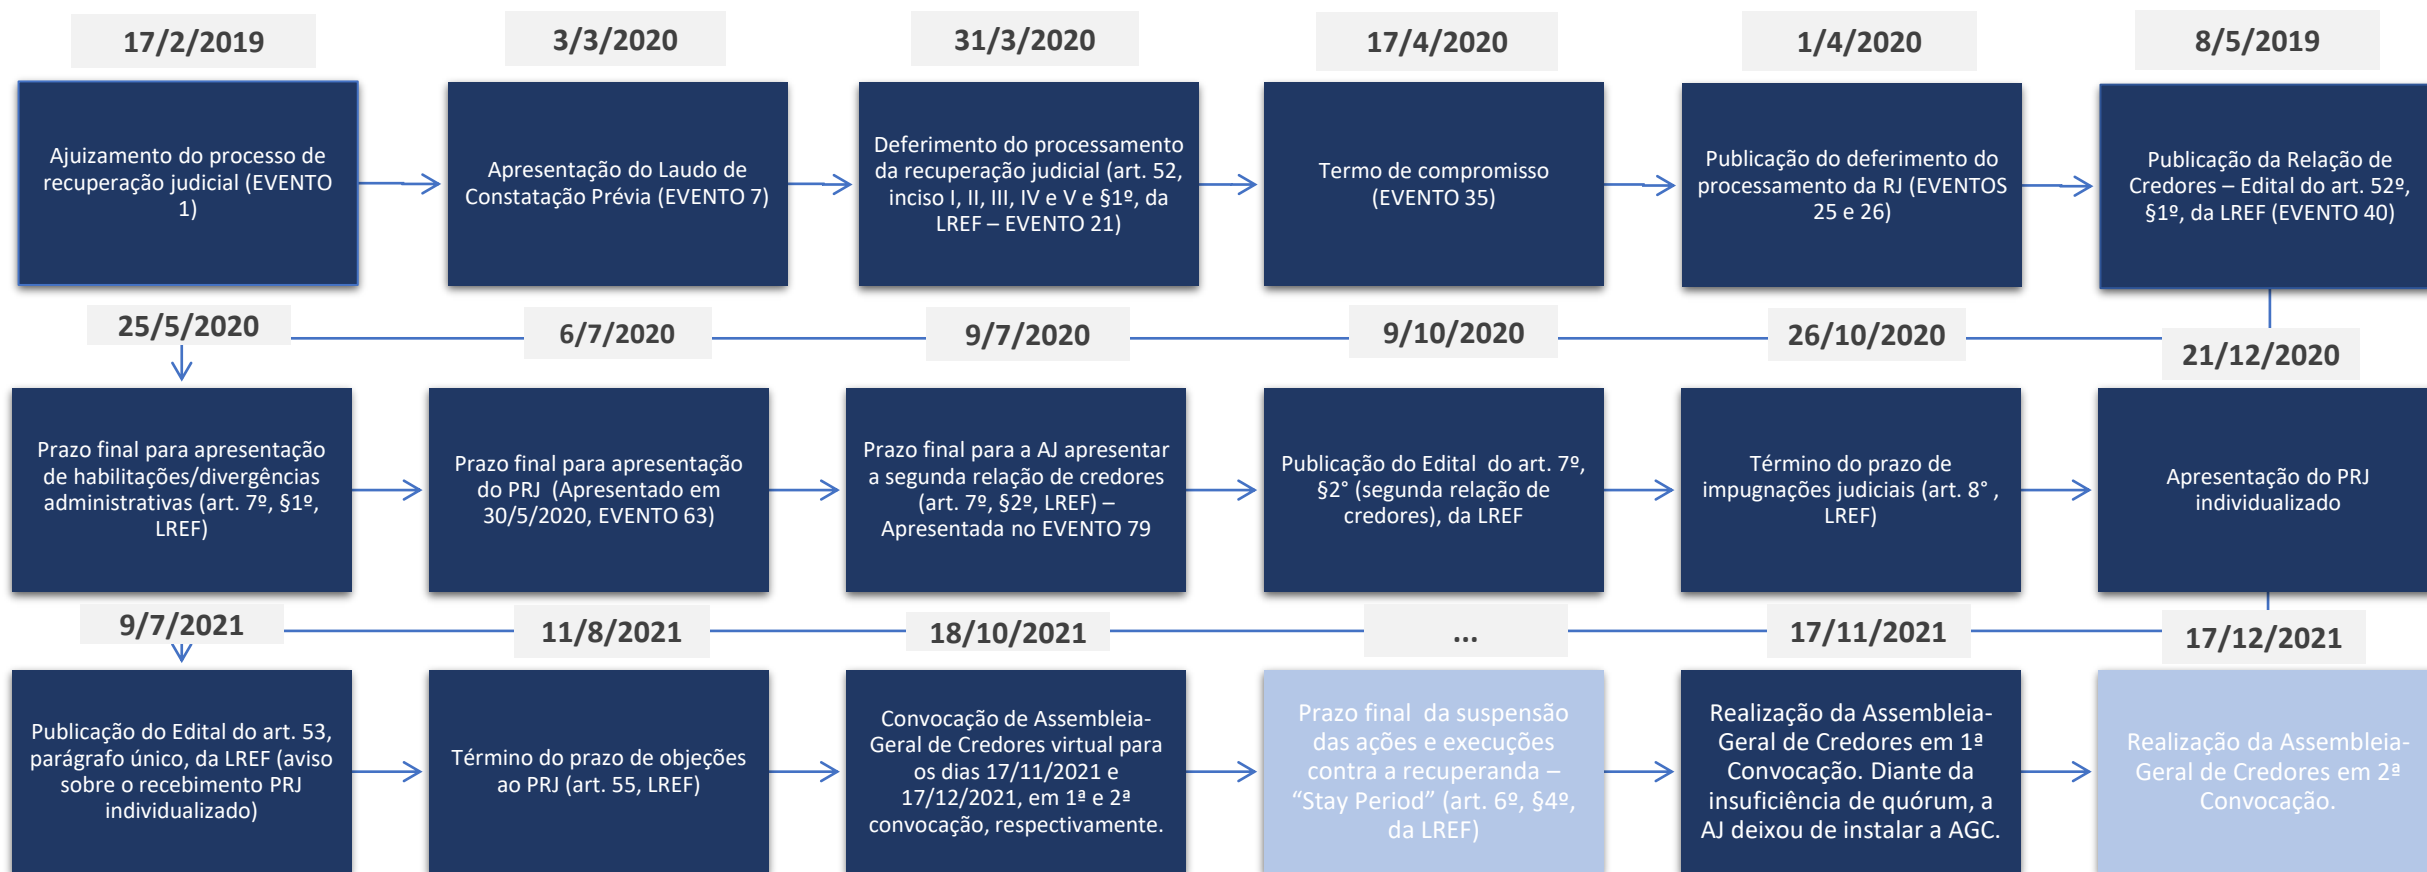 17/2/2019
3/3/2020
31/3/2020
17/4/2020
1/4/2020
8/5/2019
Ajuizamento do processo de
recuperação judicial (EVENTO
1)
Apresentação do Laudo de
Constatação Prévia (EVENTO 7)
Deferimento do processamento
da recuperação judicial (art. 52,
inciso I, II, III, IV e V e §1º, da
LREF – EVENTO 21)
Termo de compromisso
(EVENTO 35)
Publicação do deferimento do
processamento da RJ (EVENTOS
25 e 26)
Publicação da Relação de
Credores – Edital do art. 52º,
§1º, da LREF (EVENTO 40)
25/5/2020
6/7/2020
9/7/2020
9/10/2020
26/10/2020
21/12/2020
Prazo final para apresentação
de habilitações/divergências
administrativas (art. 7º, §1º,
LREF)
Prazo final para apresentação
do PRJ (Apresentado em
30/5/2020, EVENTO 63)
Prazo final para a AJ apresentar
a segunda relação de credores
(art. 7º, §2º, LREF) –
Apresentada no EVENTO 79
Publicação do Edital do art. 7º,
§2° (segunda relação de
credores), da LREF
Término do prazo de
impugnações judiciais (art. 8° ,
LREF)
Apresentação do PRJ
individualizado
9/7/2021
11/8/2021
18/10/2021
...
17/11/2021
17/12/2021
Publicação do Edital do art. 53,
parágrafo único, da LREF (aviso
sobre o recebimento PRJ
individualizado)
Término do prazo de objeções
ao PRJ (art. 55, LREF)
Convocação de Assembleia-
Geral de Credores virtual para
os dias 17/11/2021 e
17/12/2021, em 1ª e 2ª
convocação, respectivamente.
Prazo final da suspensão
das ações e execuções
contra a recuperanda –
“Stay Period” (art. 6º, §4º,
da LREF)
Realização da Assembleia-
Geral de Credores em 1ª
Convocação. Diante da
insuficiência de quórum, a
AJ deixou de instalar a AGC.
Realização da Assembleia-
Geral de Credores em 2ª
Convocação.